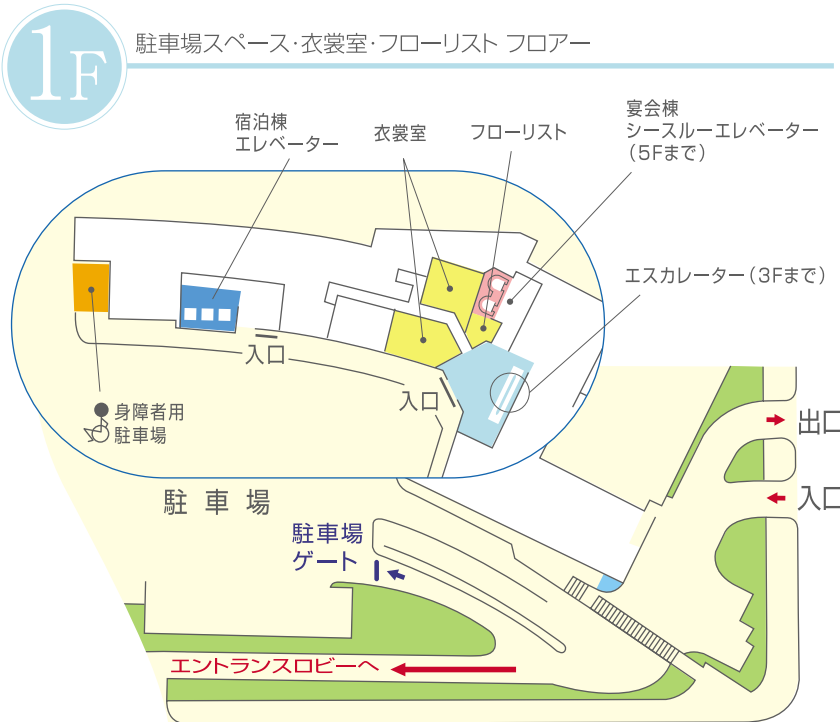 1F
駐車場スペース・衣裳室・フローリスト フロアー
宿泊棟
エレベーター
衣裳室
フローリスト
宴会棟
シースルーエレベーター
（5Fまで）
エスカレーター（3Fまで）
入口
入口
身障者用
駐車場
出口
入口
駐車場
駐車場
ゲート
エントランスロビーへ